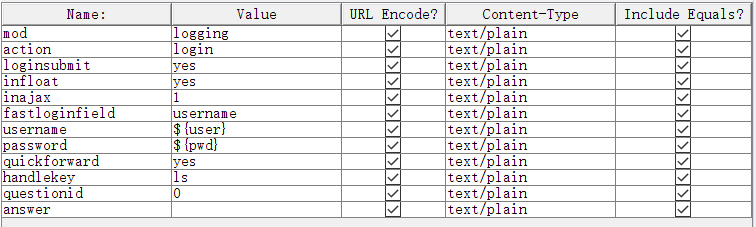 Name: Value URL Encode? Content-Type Include Equals?
mod logging text/plain
action login text/plain
loginsubmit yes text/plain
infloat yes text/plain
inajax 1 text/plain
fastloginfield username text/plain
username ${user} text/plain
password ${pwd} text/plain
quickforward yes text/plain
handlekey ls text/plain
questionid 0 text/plain
answer text/plain